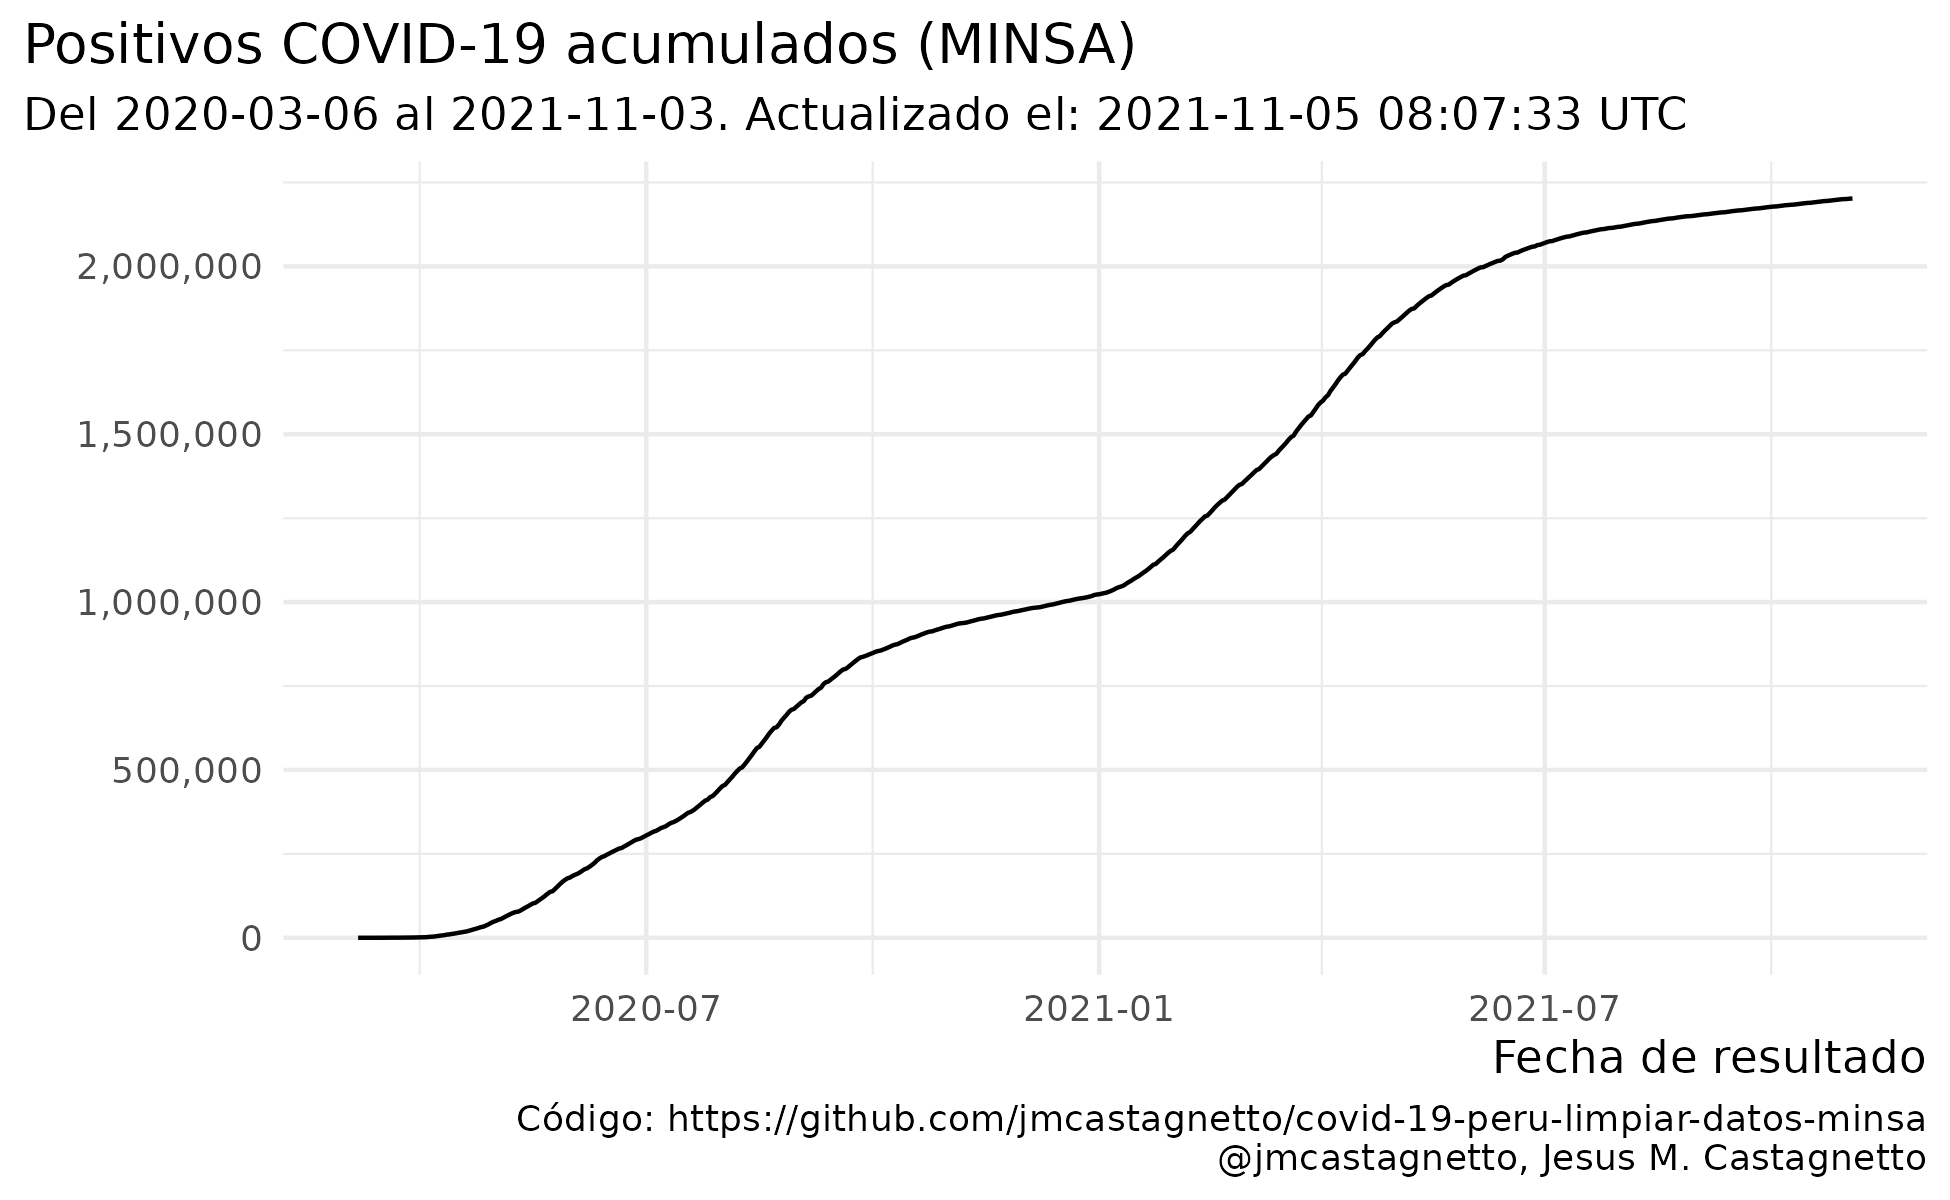 Positivos COVID-19 acumulados (MINSA)
Del 2020-03-06 al 2021-11-03. Actualizado el: 2021-11-05 08:07:33 UTC
2,000,000
1,500,000
1,000,000
500,000
0
2020-07 2021-01 2021-07
Fecha de resultado
Código: https://github.com/jmcastagnetto/covid-19-peru-limpiar-datos-minsa
@jmcastagnetto, Jesus M. Castagnetto